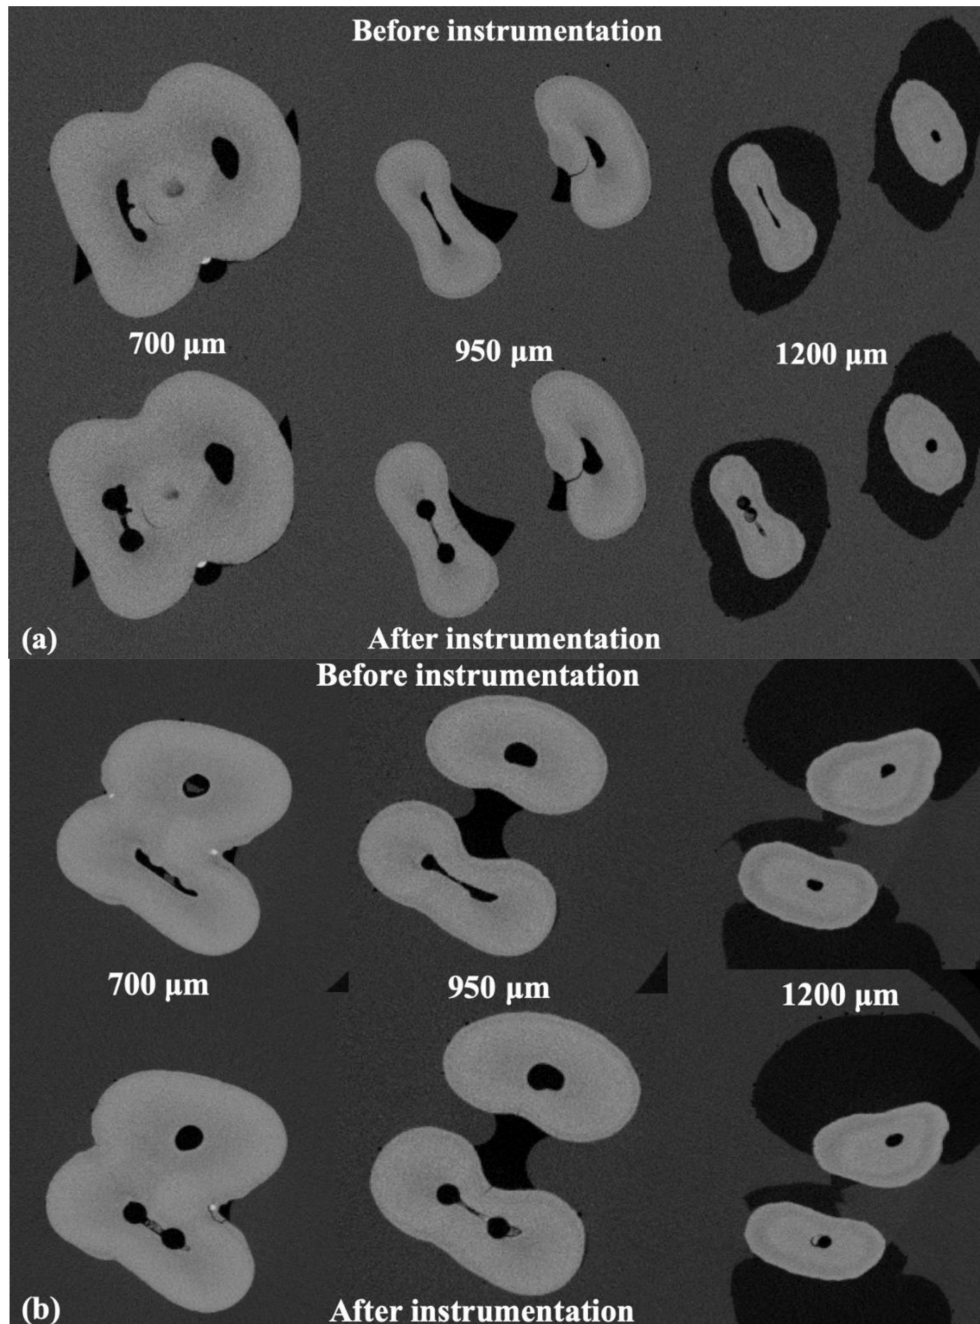 Before instrumentation
700 μm
950 μm
1200 μm
(a)
After instrumentation
Before instrumentation
700 μm
950 μm
1200 μm
(b)
After instrumentation